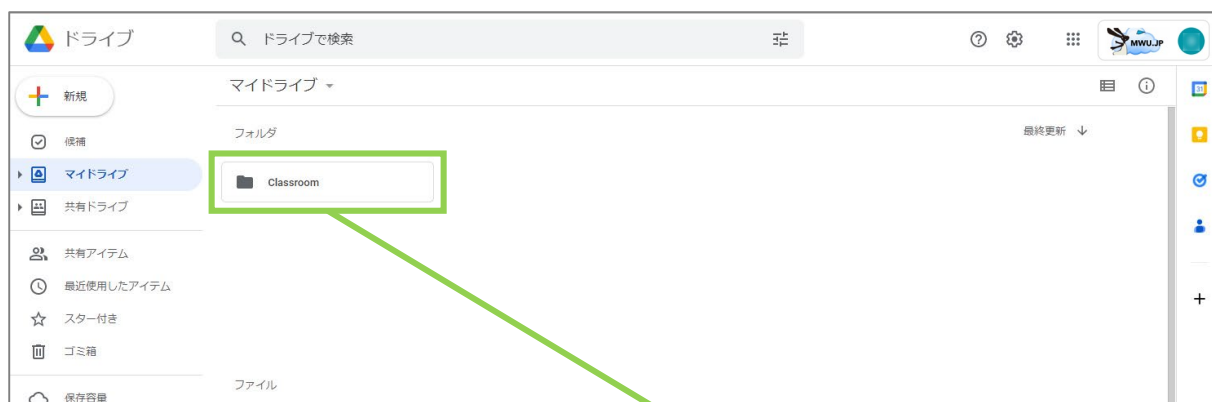 ドライブ
ドライブで検索
MWU.JP
新規
マイドライブ
31
候補
フォルダ
最終更新
マイドライブ
Classroom
共有ドライブ
共有アイテム
最近使用したアイテム
スター付き
ゴミ箱
ファイル
保存容量